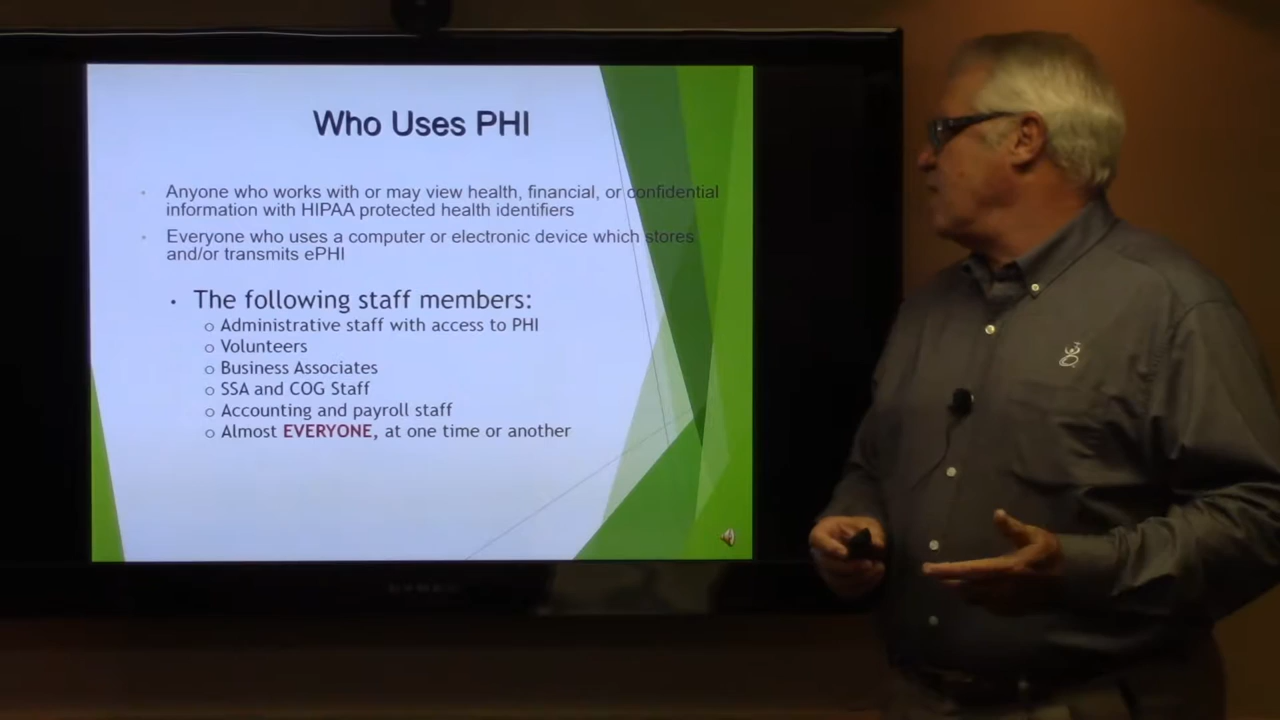 Who Uses PHI
• Anyone who works with or may view health, financial, or confidential
information with HIPAA protected health identifiers
• Everyone who uses a computer or electronic device which stores
and/or transmits ePHI
• The following staff members:
o Administrative staff with access to PHI
o Volunteers
o Business Associates
o SSA and COG Staff
o Accounting and payroll staff
o Almost EVERYONE, at one time or another